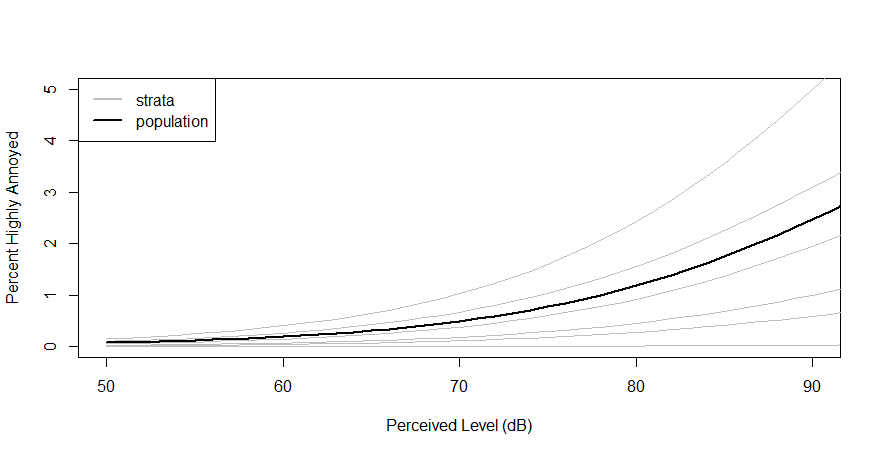 strata
population
Percent Highly Annoyed
5
4
3
2
1
0
50 60 70 80 90
Perceived Level (dB)